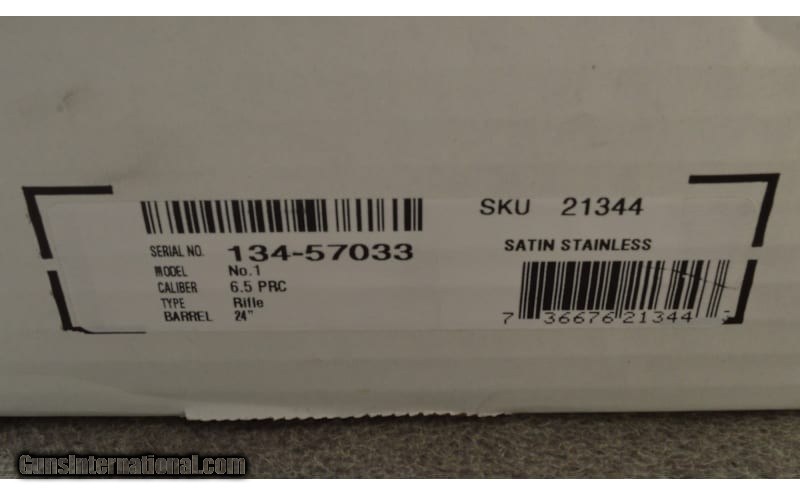 SKU 21344
SERIAL NO. 134-57033
SATIN STAINLESS
MODEL No.1
CALIBER 6.5 PRC
TYPE Rifle
BARREL 24"
7 36676 21344
GunsInternational.com